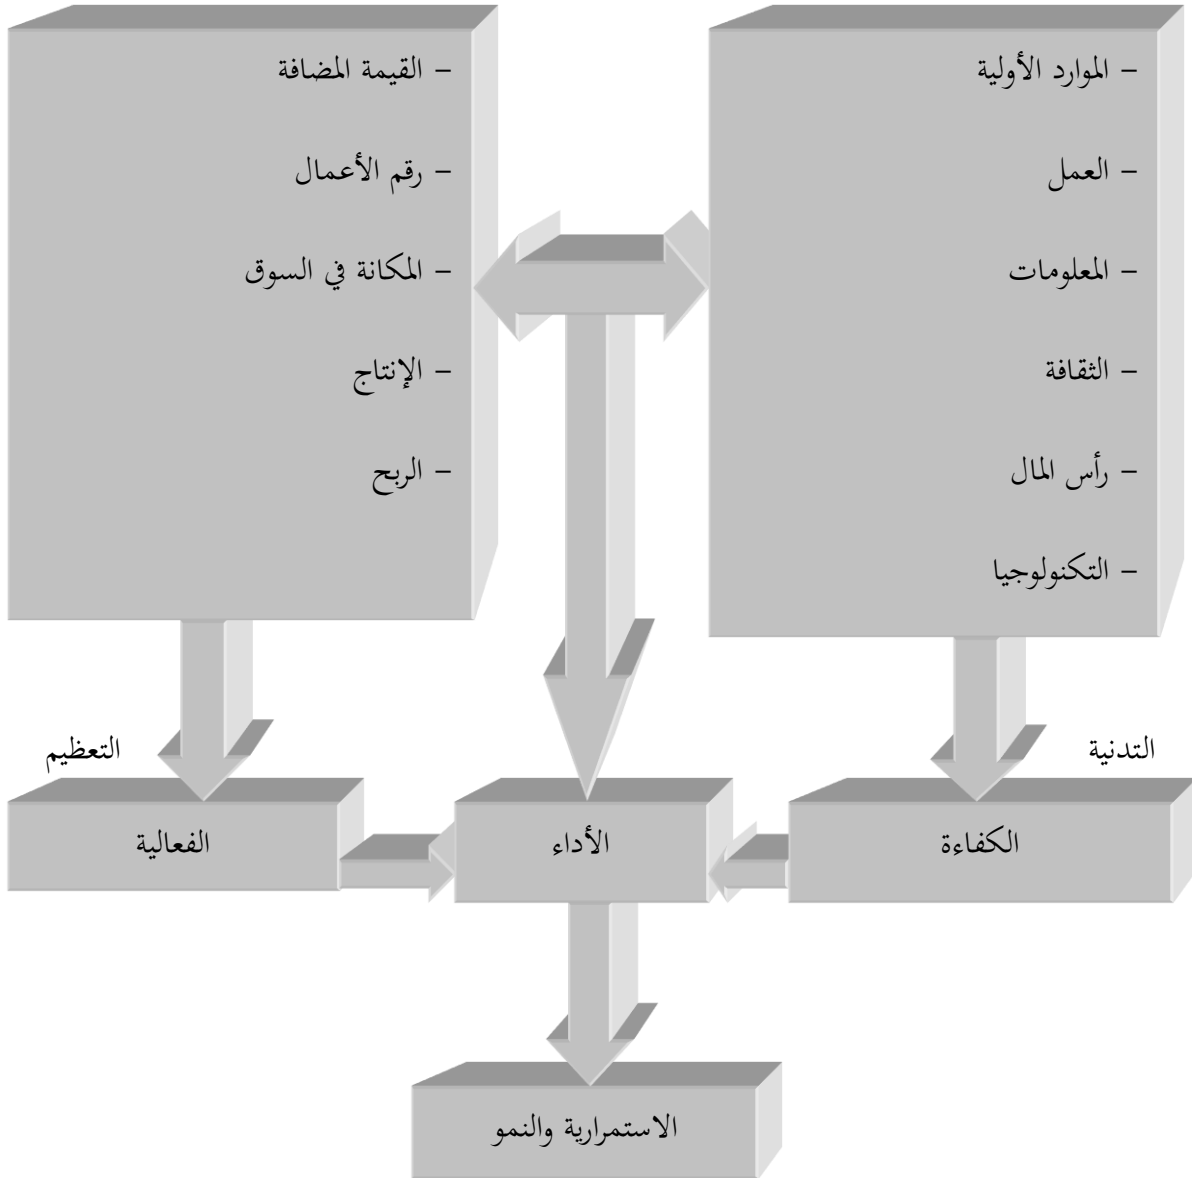 – الموارد الأولية
– العمل
– المعلومات
– الثقافة
– رأس المال
– التكنولوجيا
– القيمة المضافة
– رقم الأعمال
– المكانة في السوق
– الإنتاج
– الربح
التدنية
التعظيم
الكفاءة
الأداء
الفعالية
الاستمرارية والنمو